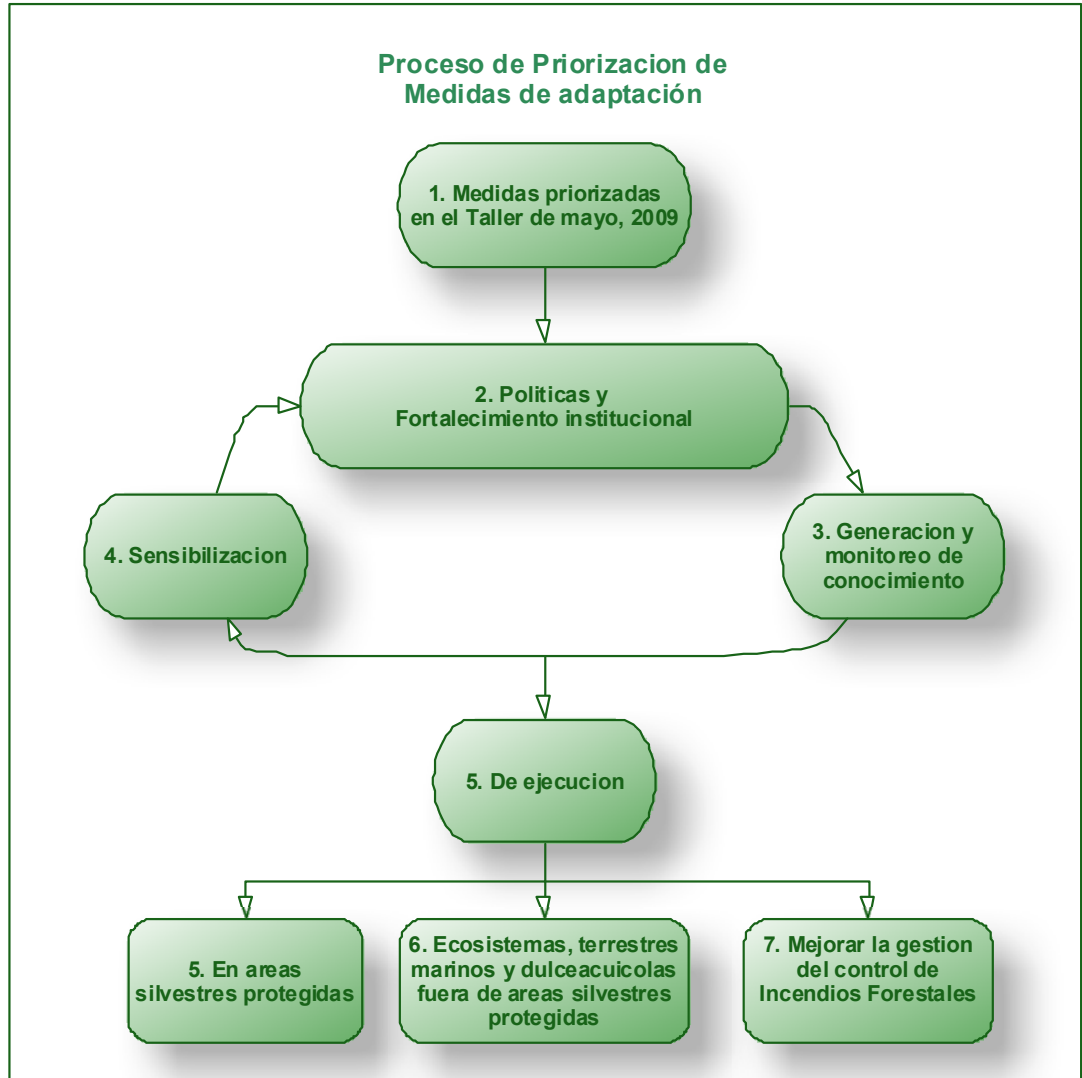 Proceso de Priorizacion de
Medidas de adaptación
1. Medidas priorizadas
en el Taller de mayo, 2009
2. Politicas y
Fortalecimiento institucional
4. Sensibilizacion
3. Generacion y
monitoreo de
conocimiento
5. De ejecucion
5. En areas
silvestres protegidas
6. Ecosistemas, terrestres
marinos y dulceacuicolas
fuera de areas silvestres
protegidas
7. Mejorar la gestion
del control de
Incendios Forestales